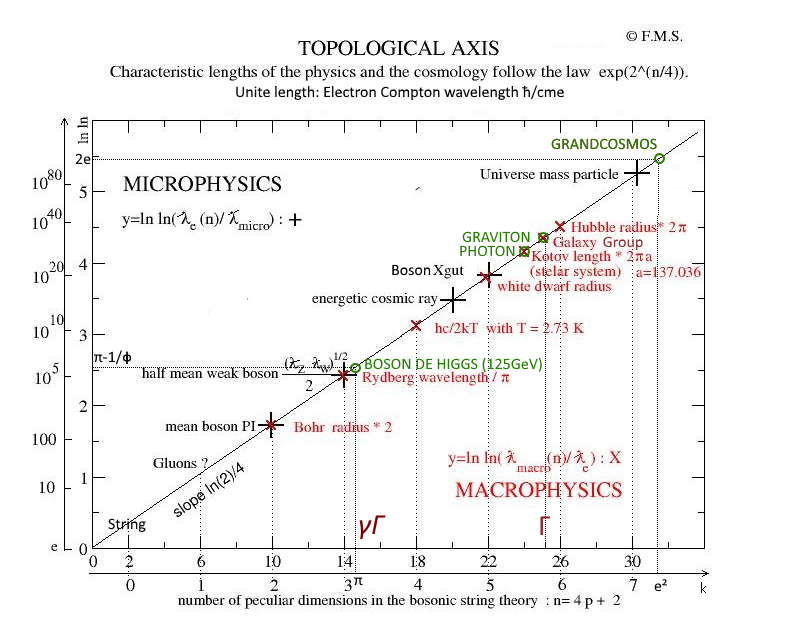 © F.M.S.
TOPOLOGICAL AXIS
Characteristic lengths of the physics and the cosmology follow the law exp(2^(n/4)).
Unite length: Electron Compton wavelength ħ/cme
ln ln
GRANDCOSMOS
2e
Universe mass particle
10^80
5
MICROPHYSICS
y=ln ln(ƛe (n)/ ƛmicro) : +
10^40
Hubble radius* 2π
GRAVITON
Galaxy Group
PHOTON
Kotov length * 2πa
10^20
4
Boson Xgut
(stelar system) a=137.036
white dwarf radius
energetic cosmic ray
10^10
3
hc/2kT with T = 2.73 K
π-1/ϕ
(ƛZ ƛW)^1/2
BOSON DE HIGGS (125GeV)
10^5
half mean weak boson
2
Rydberg wavelength / π
2
100
mean boson PI
Bohr radius * 2
Gluons ?
y=ln ln( ƛmacro(n)/ ƛe ) : X
10
1
slope ln(2)/4
MACROPHYSICS
String
γΓ
Γ
e
0
0 2 6 10 14 18 22 26 30
0 1 2 3 π 4 5 6 7 e² k
number of peculiar dimensions in the bosonic string theory : n= 4 p + 2